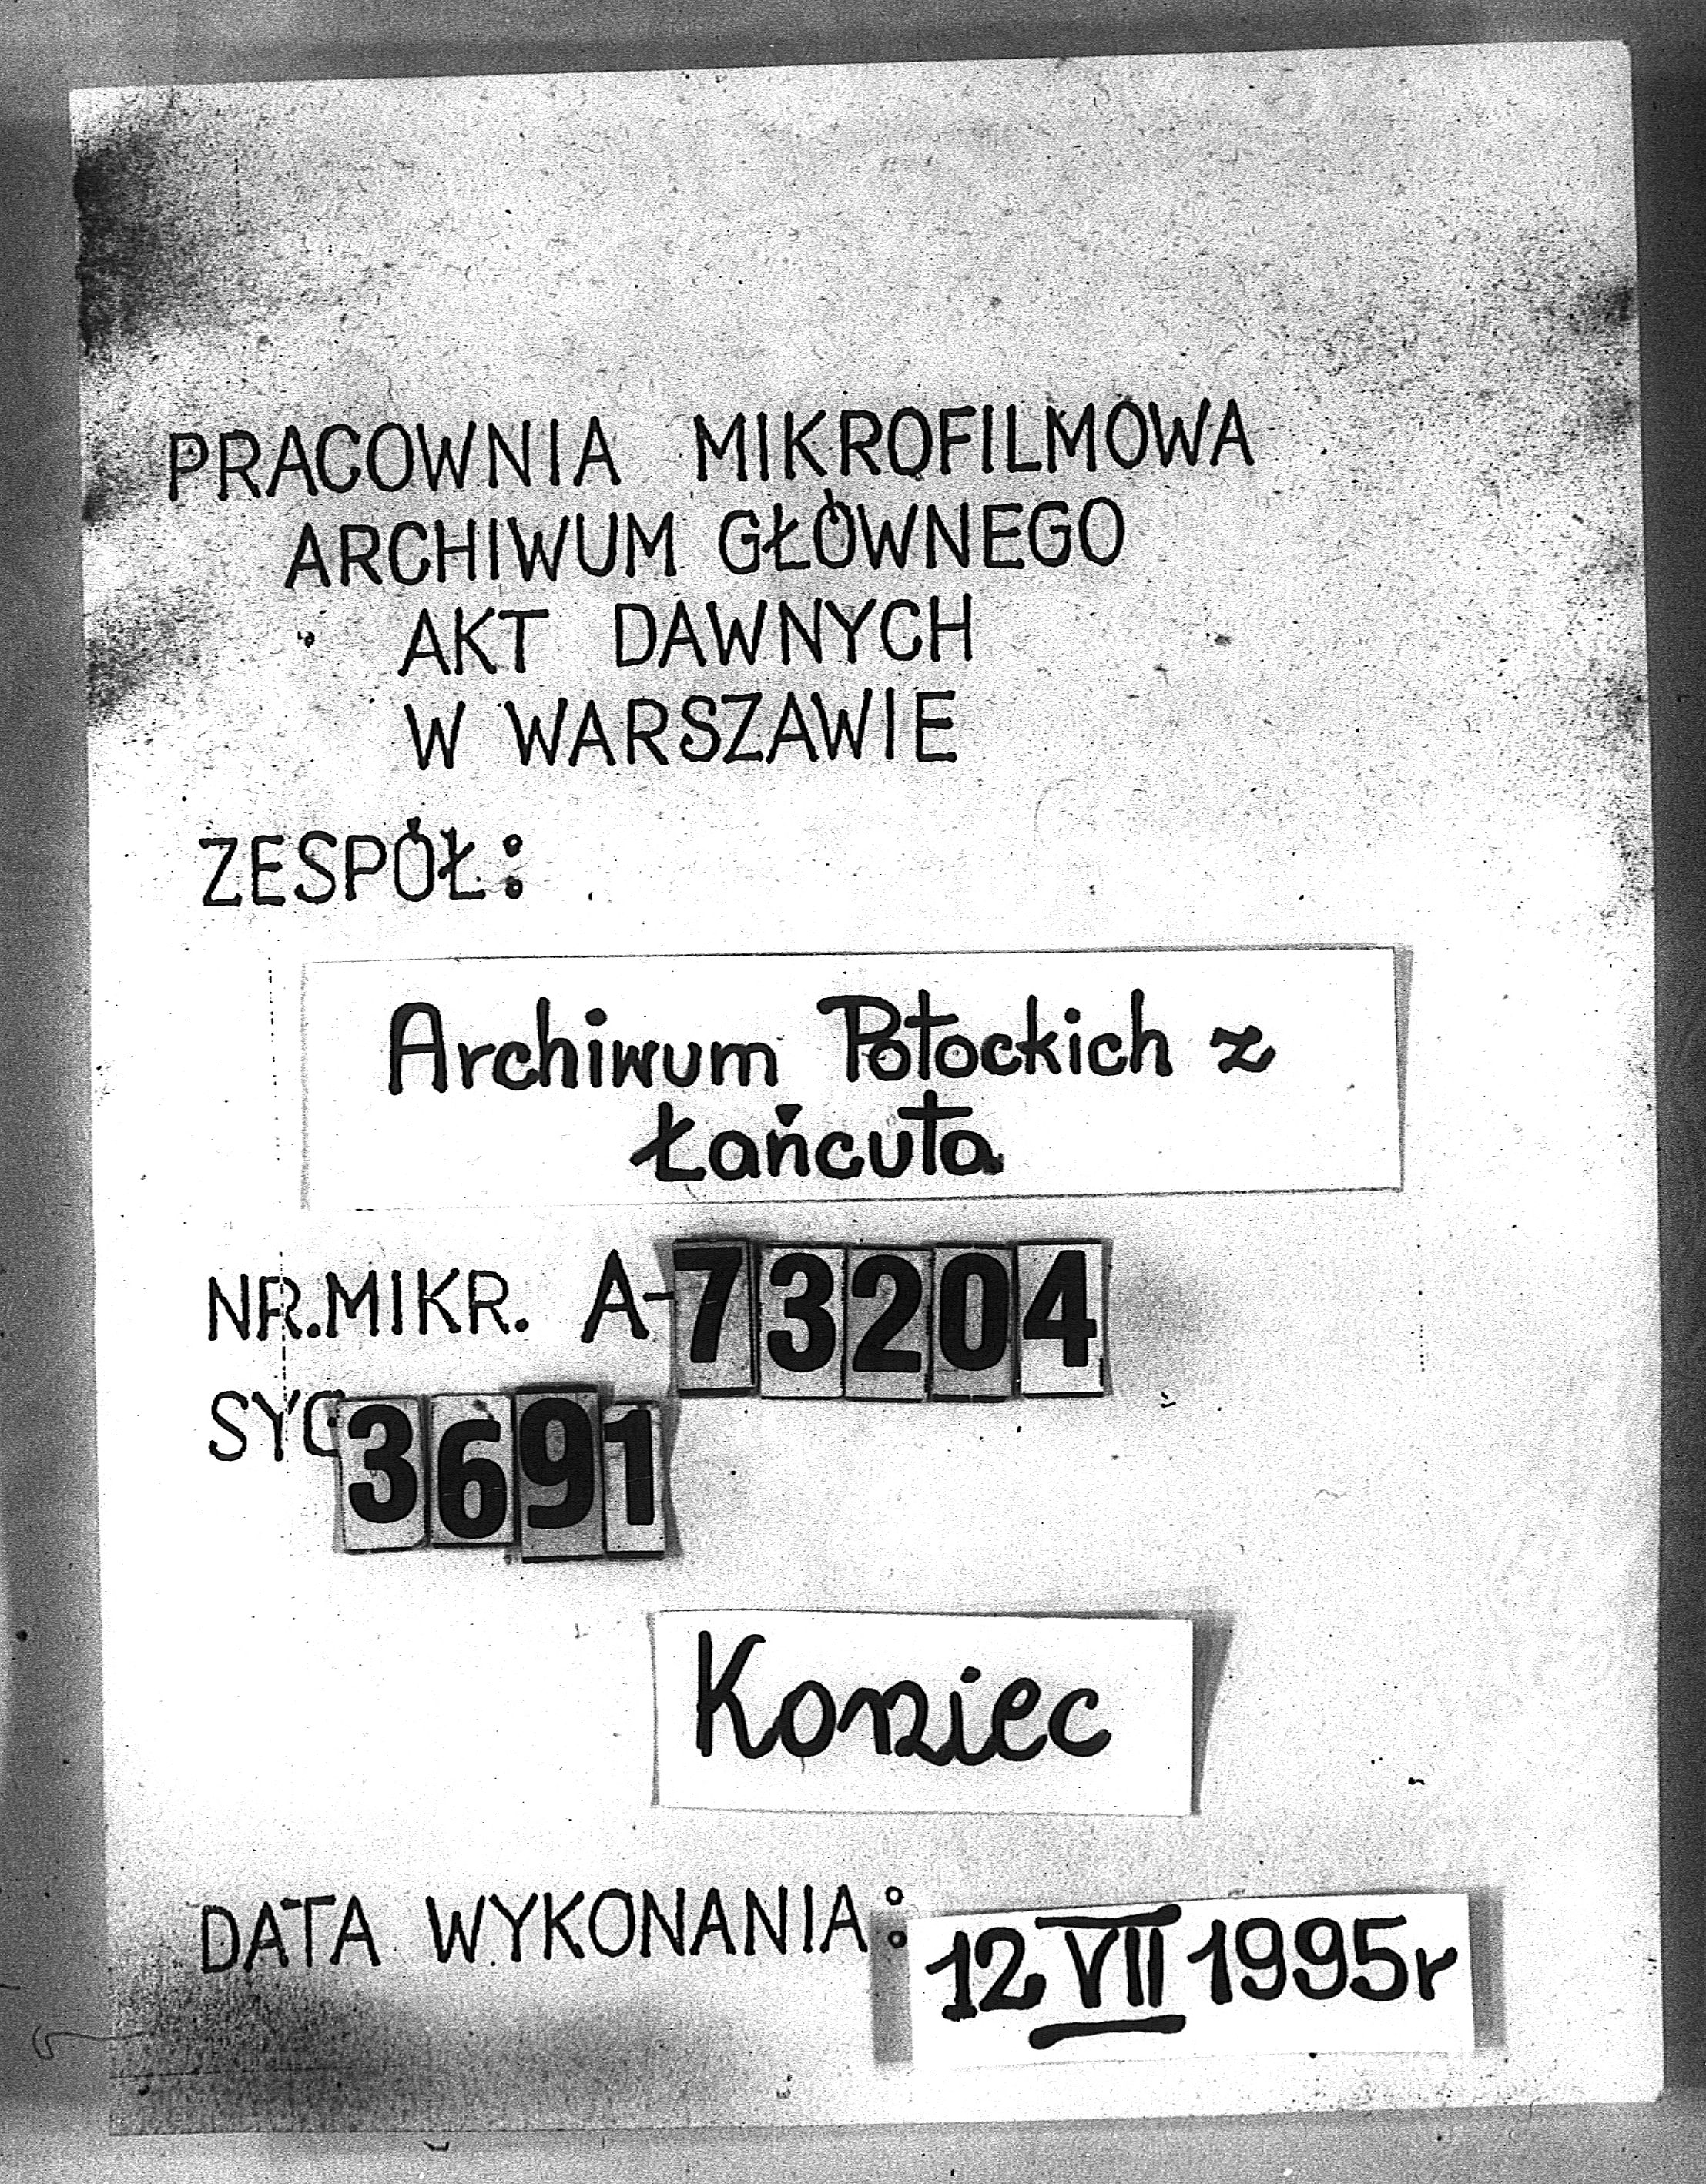 PRACOWNIA MIKROFILMOWA
ARCHIWUM GŁÓWNEGO
AKT DAWNYCH
W WARSZAWIE
ZESPÓŁ:
Archiwum Potockich z
Łańcuta
NR.MIKR. A-73204
SYG 3691
Koniec
DATA WYKONANIA: 12 VII 1995r